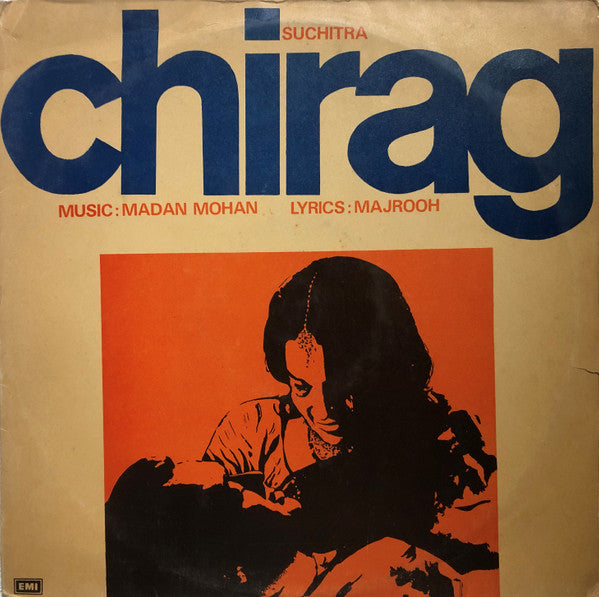 SUCHITRA
chirag
MUSIC: MADAN MOHAN LYRICS: MAJROOH
EMI